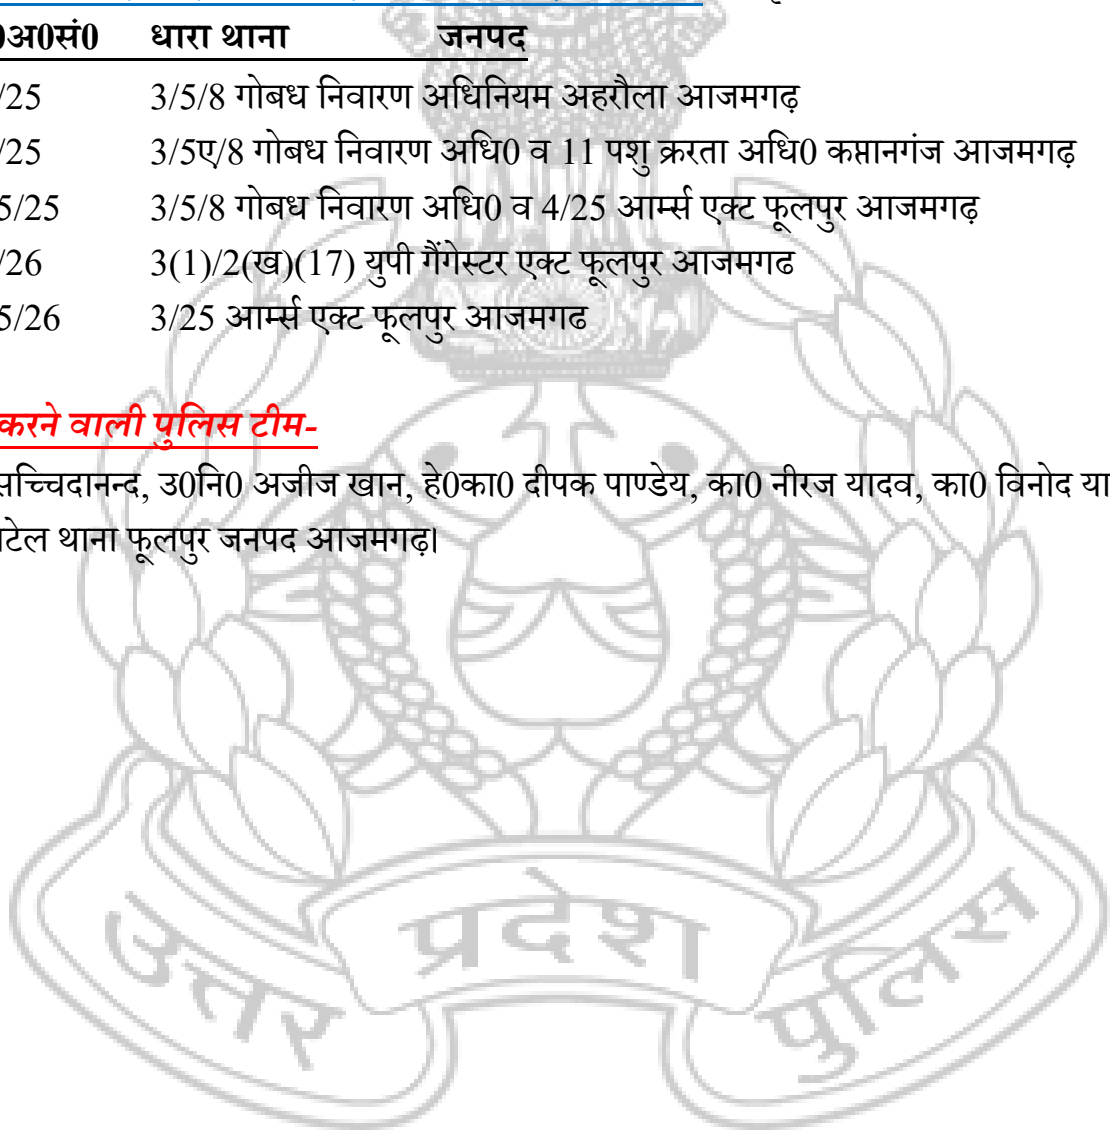 0अ0सं0 धारा थाना जनपद
/25 3/5/8 गोबध निवारण अधिनियम अहरौला आजमगढ़
/25 3/5ए/8 गोबध निवारण अधि0 व 11 पशु क्ररता अधि0 कप्तानगंज आजमगढ़
5/25 3/5/8 गोबध निवारण अधि0 व 4/25 आर्म्स एक्ट फूलपुर आजमगढ़
/26 3(1)/2(ख)(17) युपी गैंगेस्टर एक्ट फूलपुर आजमगढ
5/26 3/25 आर्म्स एक्ट फूलपुर आजमगढ
करने वाली पुलिस टीम-
सच्चिदानन्द, उ0नि0 अजीज खान, हे0का0 दीपक पाण्डेय, का0 नीरज यादव, का0 विनोद या
टेल थाना फूलपुर जनपद आजमगढ़।
उत्तर प्रदेश पुलिस